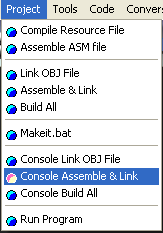 Project Tools Code Conver
Compile Resource File
Assemble ASM file
Link OBJ File
Assemble & Link
Build All
Makeit.bat
Console Link OBJ File
Console Assemble & Link
Console Build All
Run Program